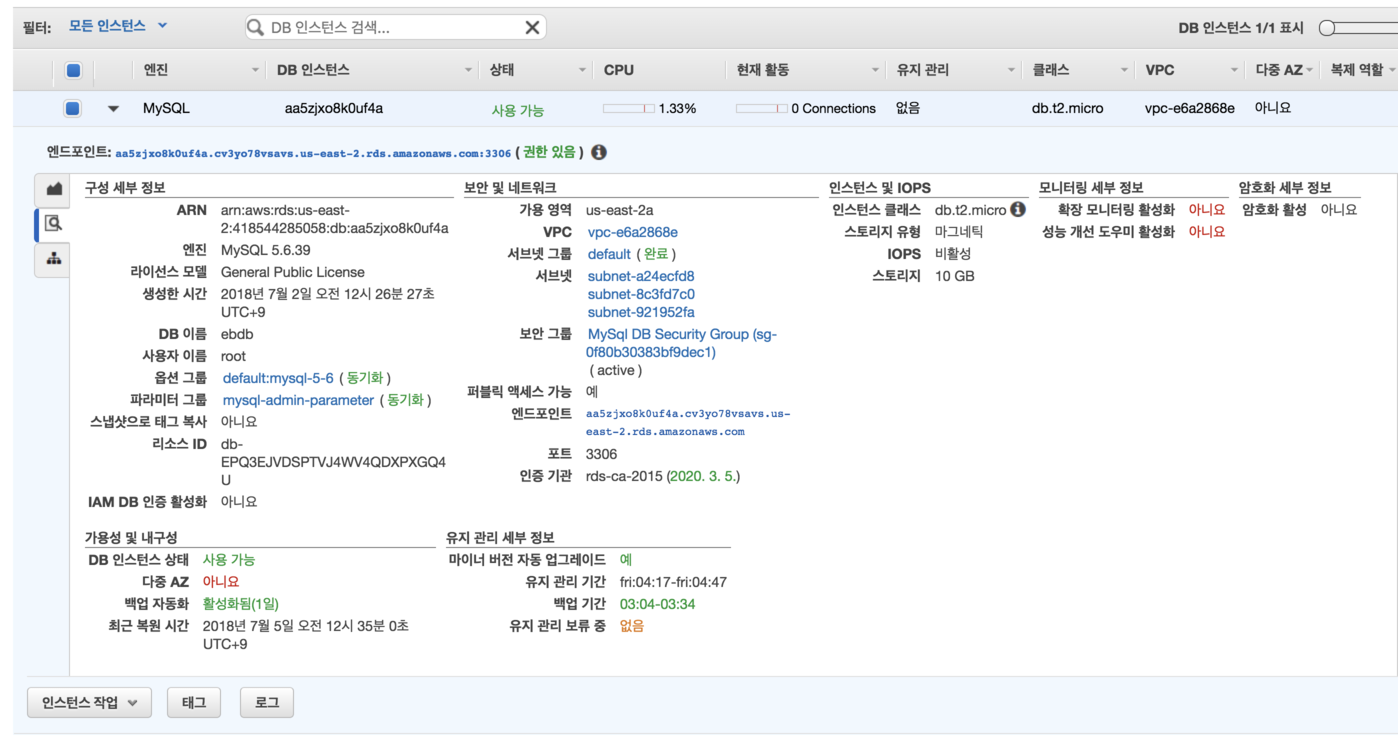 필터: 모든 인스턴스 DB 인스턴스 검색... DB 인스턴스 1/1 표시
엔진 DB 인스턴스 상태 CPU 현재 활동 유지 관리 클래스 VPC 다중 AZ 복제 역할
MySQL aa5zjxo8k0uf4a 사용 가능 1.33% 0 Connections 없음 db.t2.micro vpc-e6a2868e 아니요
엔드포인트: aa5zjxo8k0uf4a.cv3yo78vsavs.us-east-2.rds.amazonaws.com:3306 ( 권한 있음 )
구성 세부 정보
ARN arn:aws:rds:us-east-
2:418544285058:db:aa5zjxo8k0uf4a
엔진 MySQL 5.6.39
라이선스 모델 General Public License
생성한 시간 2018년 7월 2일 오전 12시 26분 27초
UTC+9
DB 이름 ebdb
사용자 이름 root
옵션 그룹 default:mysql-5-6 ( 동기화 )
파라미터 그룹 mysql-admin-parameter ( 동기화 )
스냅샷으로 태그 복사 아니요
리소스 ID db-
EPQ3EJVDSPTVJ4WV4QDXPXGQ4
U
IAM DB 인증 활성화 아니요
보안 및 네트워크
가용 영역 us-east-2a
VPC vpc-e6a2868e
서브넷 그룹 default ( 완료 )
서브넷 subnet-a24ecfd8
subnet-8c3fd7c0
subnet-921952fa
보안 그룹 MySql DB Security Group (sg-
0f80b30383bf9dec1)
( active )
퍼블릭 액세스 가능 예
엔드포인트 aa5zjxo8k0uf4a.cv3yo78vsavs.us-
east-2.rds.amazonaws.com
포트 3306
인증 기관 rds-ca-2015 (2020. 3. 5.)
인스턴스 및 IOPS
인스턴스 클래스 db.t2.micro
스토리지 유형 마그네틱
IOPS 비활성
스토리지 10 GB
모니터링 세부 정보
확장 모니터링 활성화 아니요
성능 개선 도우미 활성화 아니요
암호화 세부 정보
암호화 활성 아니요
가용성 및 내구성
DB 인스턴스 상태 사용 가능
다중 AZ 아니요
백업 자동화 활성화됨(1일)
최근 복원 시간 2018년 7월 5일 오전 12시 35분 0초
UTC+9
유지 관리 세부 정보
마이너 버전 자동 업그레이드 예
유지 관리 기간 fri:04:17-fri:04:47
백업 기간 03:04-03:34
유지 관리 보류 중 없음
인스턴스 작업 태그 로그